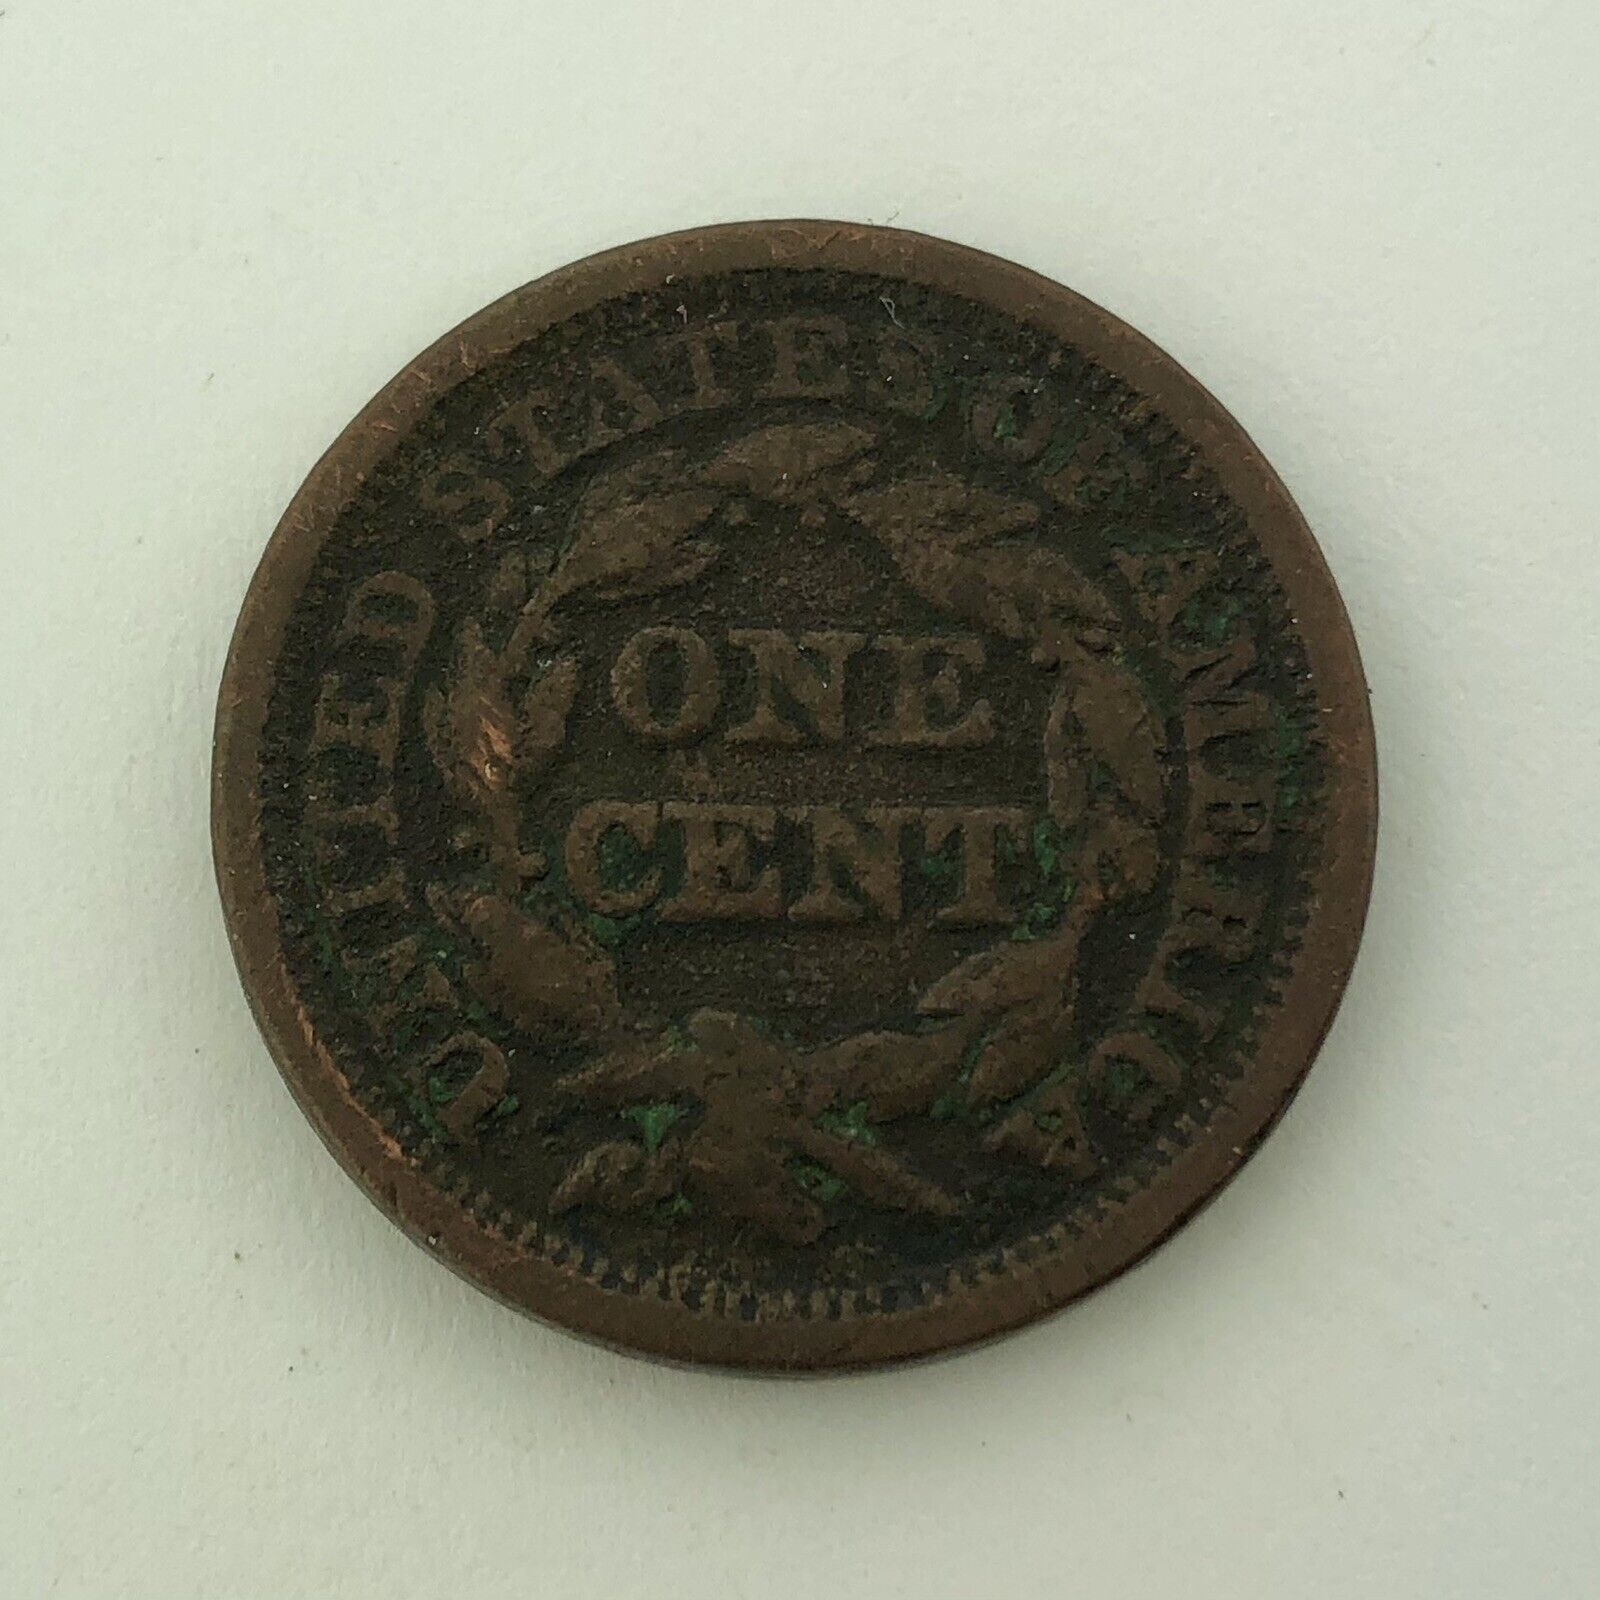 UNITED STATES OF AMERICA
ONE
CENT